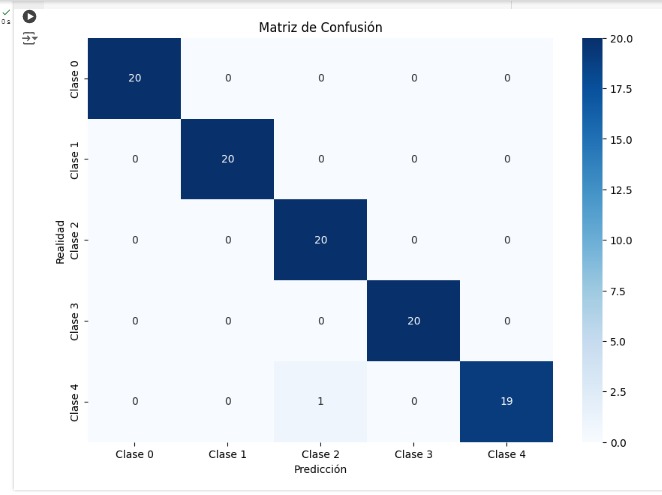 0 s
Matriz de Confusión
Clase 0
20 0 0 0 0
Clase 1
0 20 0 0 0
Clase 2
0 0 20 0 0
Clase 3
0 0 0 20 0
Clase 4
0 0 1 0 19
Realidad
Clase 0 Clase 1 Clase 2 Clase 3 Clase 4
Predicción
20.0
17.5
15.0
12.5
10.0
7.5
5.0
2.5
0.0